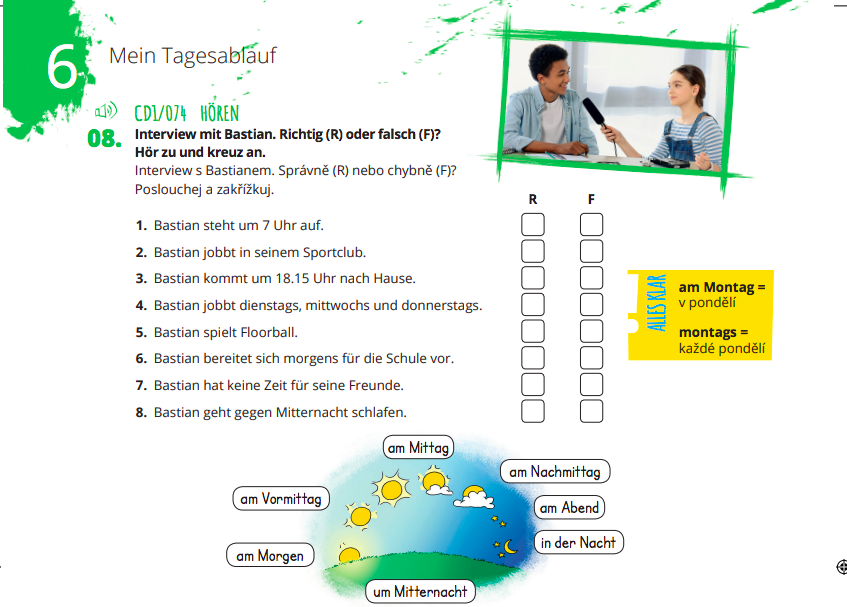 6
Mein Tagesablauf
CD1/074 HÖREN
08.
Interview mit Bastian. Richtig (R) oder falsch (F)?
Hör zu und kreuz an.
Interview s Bastianem. Správně (R) nebo chybně (F)?
Poslouchej a zakřížkuj.
R F
1. Bastian steht um 7 Uhr auf.
2. Bastian jobbt in seinem Sportclub.
3. Bastian kommt um 18.15 Uhr nach Hause.
4. Bastian jobbt dienstags, mittwochs und donnerstags.
5. Bastian spielt Floorball.
6. Bastian bereitet sich morgens für die Schule vor.
7. Bastian hat keine Zeit für seine Freunde.
8. Bastian geht gegen Mitternacht schlafen.
ALLES KLAR
am Montag =
v pondělí
montags =
každé pondělí
am Mittag
am Nachmittag
am Vormittag
am Abend
in der Nacht
am Morgen
um Mitternacht